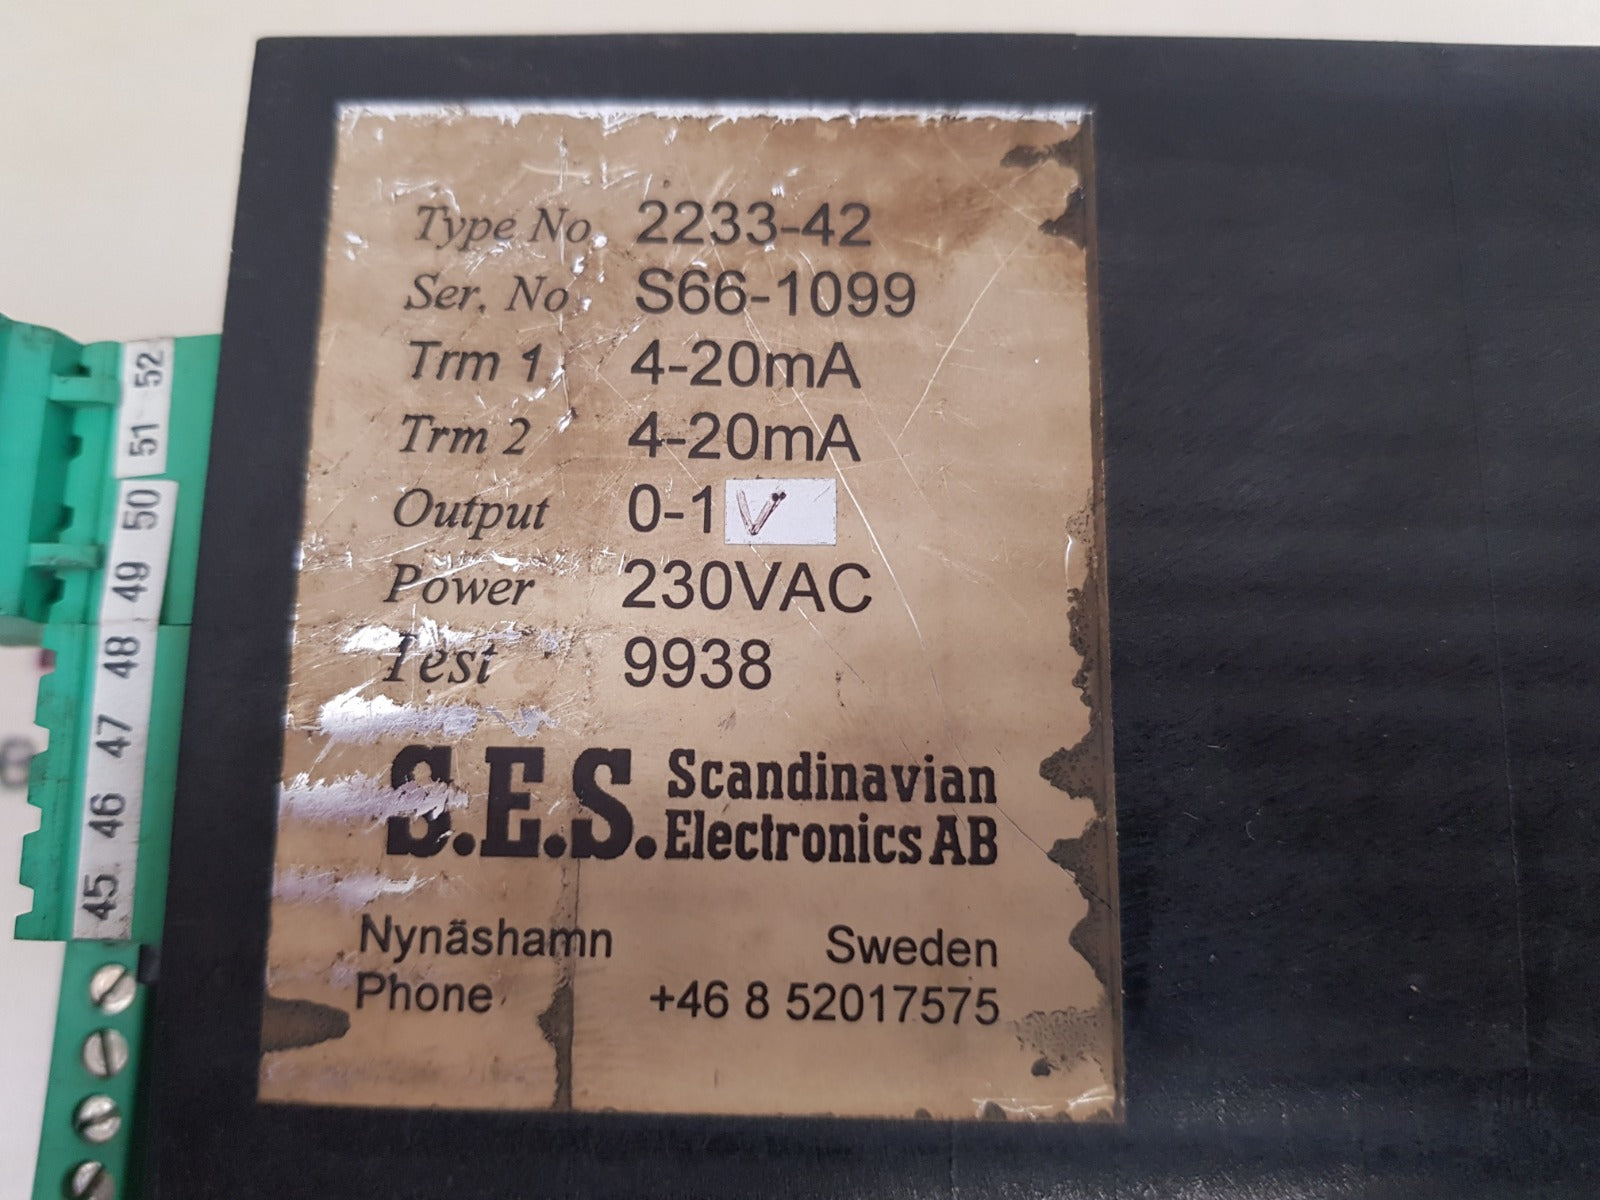 Type No. 2233-42
Ser. No. S66-1099
Trm 1 4-20mA
Trm 2 4-20mA
Output 0-1 V
Power 230VAC
Test 9938
S.E.S. Scandinavian
Electronics AB
Nynäshamn Sweden
Phone +46 8 52017575
45 46 47 48 49 50 51 52